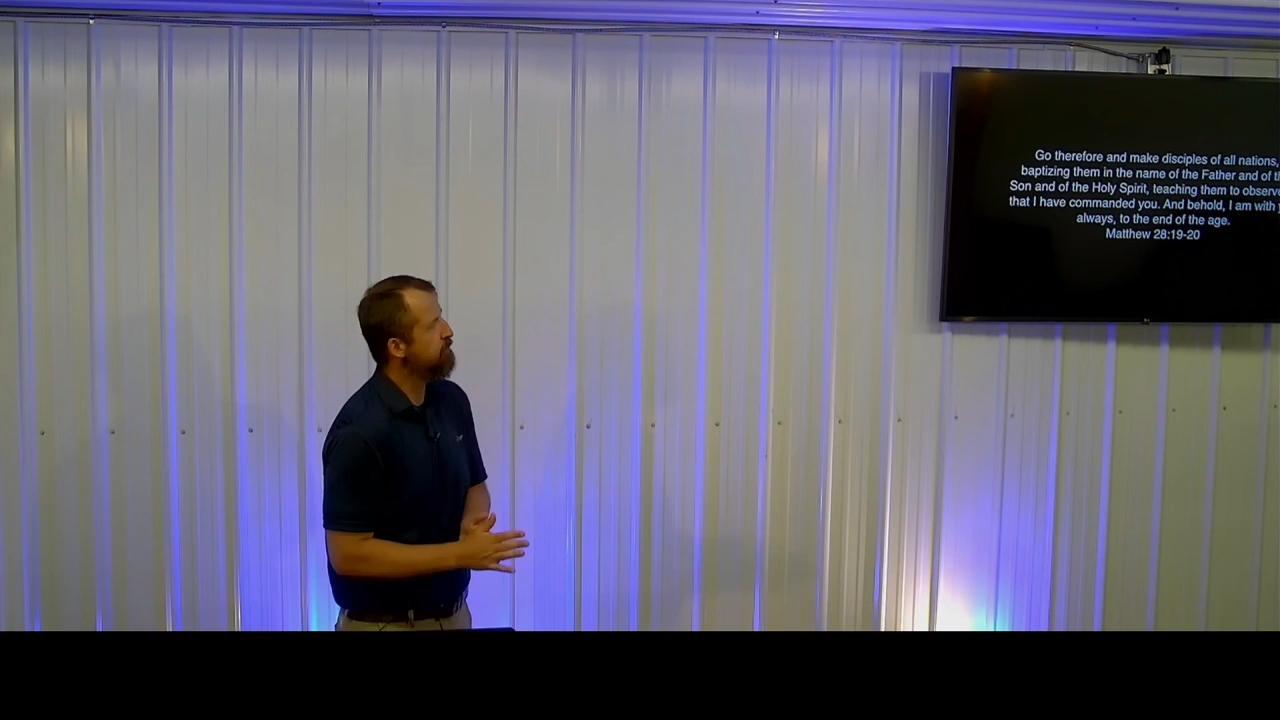 Go therefore and make disciples of all nations,
baptizing them in the name of the Father and of
Son and of the Holy Spirit, teaching them to observe
that I have commanded you. And behold, I am with
always, to the end of the age.
Matthew 28:19-20